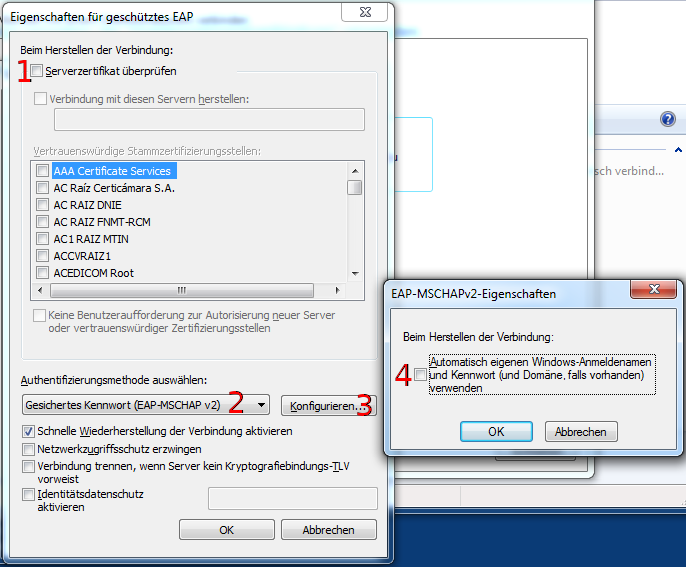 Eigenschaften für geschütztes EAP
Beim Herstellen der Verbindung:
1 Serverzertifikat überprüfen
Verbindung mit diesen Servern herstellen:
Vertrauenswürdige Stammzertifizierungsstellen:
AAA Certificate Services
AC Raíz Certicámara S.A.
AC RAIZ DNIE
AC RAIZ FNMT-RCM
AC1 RAIZ MTIN
ACCVRAIZ1
ACEDICOM Root
Keine Benutzeraufforderung zur Autorisierung neuer Server
oder vertrauenswürdiger Zertifizierungsstellen
Authentifizierungsmethode auswählen:
Gesichertes Kennwort (EAP-MSCHAP v2) 2
Konfigurieren... 3
Schnelle Wiederherstellung der Verbindung aktivieren
Netzwerkzugriffsschutz erzwingen
Verbindung trennen, wenn Server kein Kryptografiebindungs-TLV
vorweist
Identitätsdatenschutz
aktivieren
OK
Abbrechen
sch verbind...
EAP-MSCHAPv2-Eigenschaften
Beim Herstellen der Verbindung:
4 Automatisch eigenen Windows-Anmeldenamen
und Kennwort (und Domäne, falls vorhanden)
verwenden
OK
Abbrechen